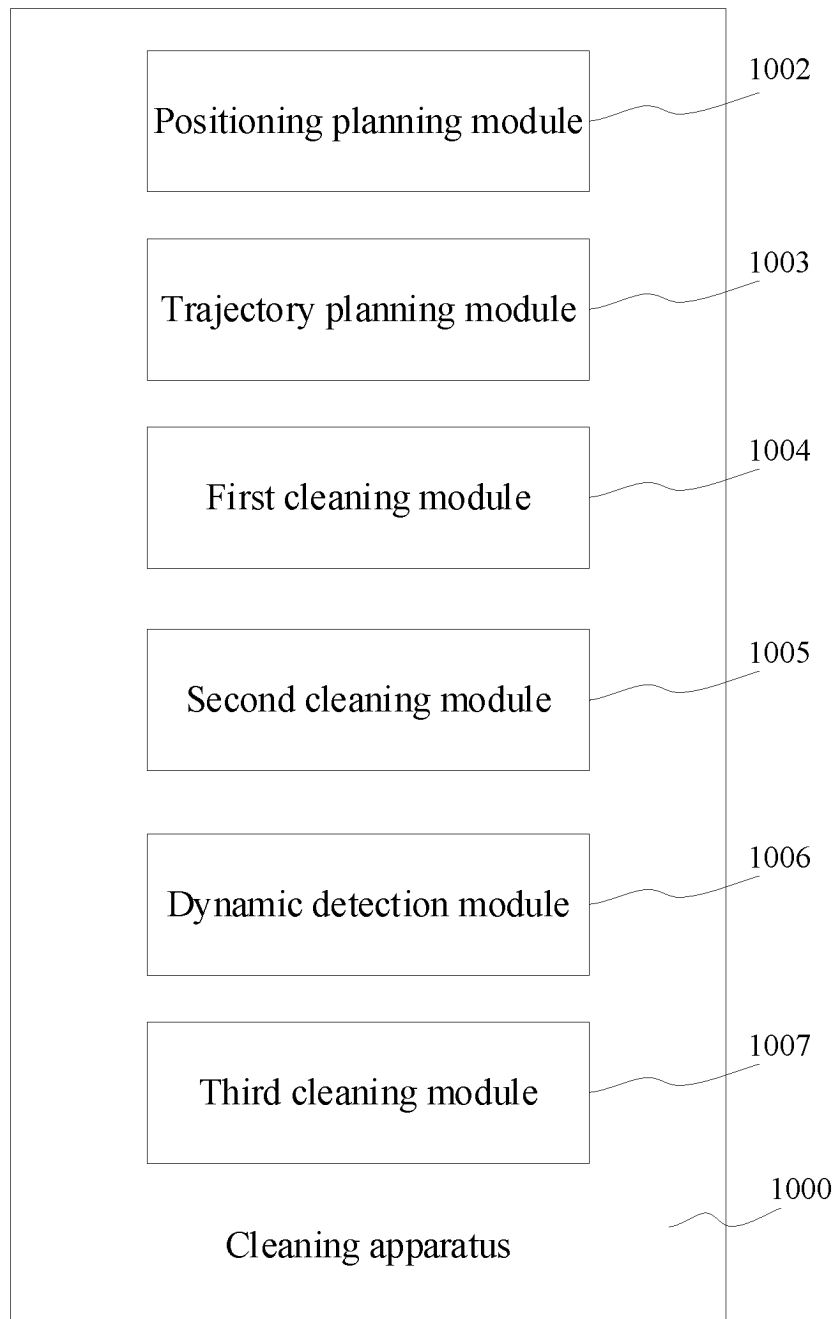 1002
Positioning planning module
1003
Trajectory planning module
1004
First cleaning module
1005
Second cleaning module
1006
Dynamic detection module
1007
Third cleaning module
1000
Cleaning apparatus